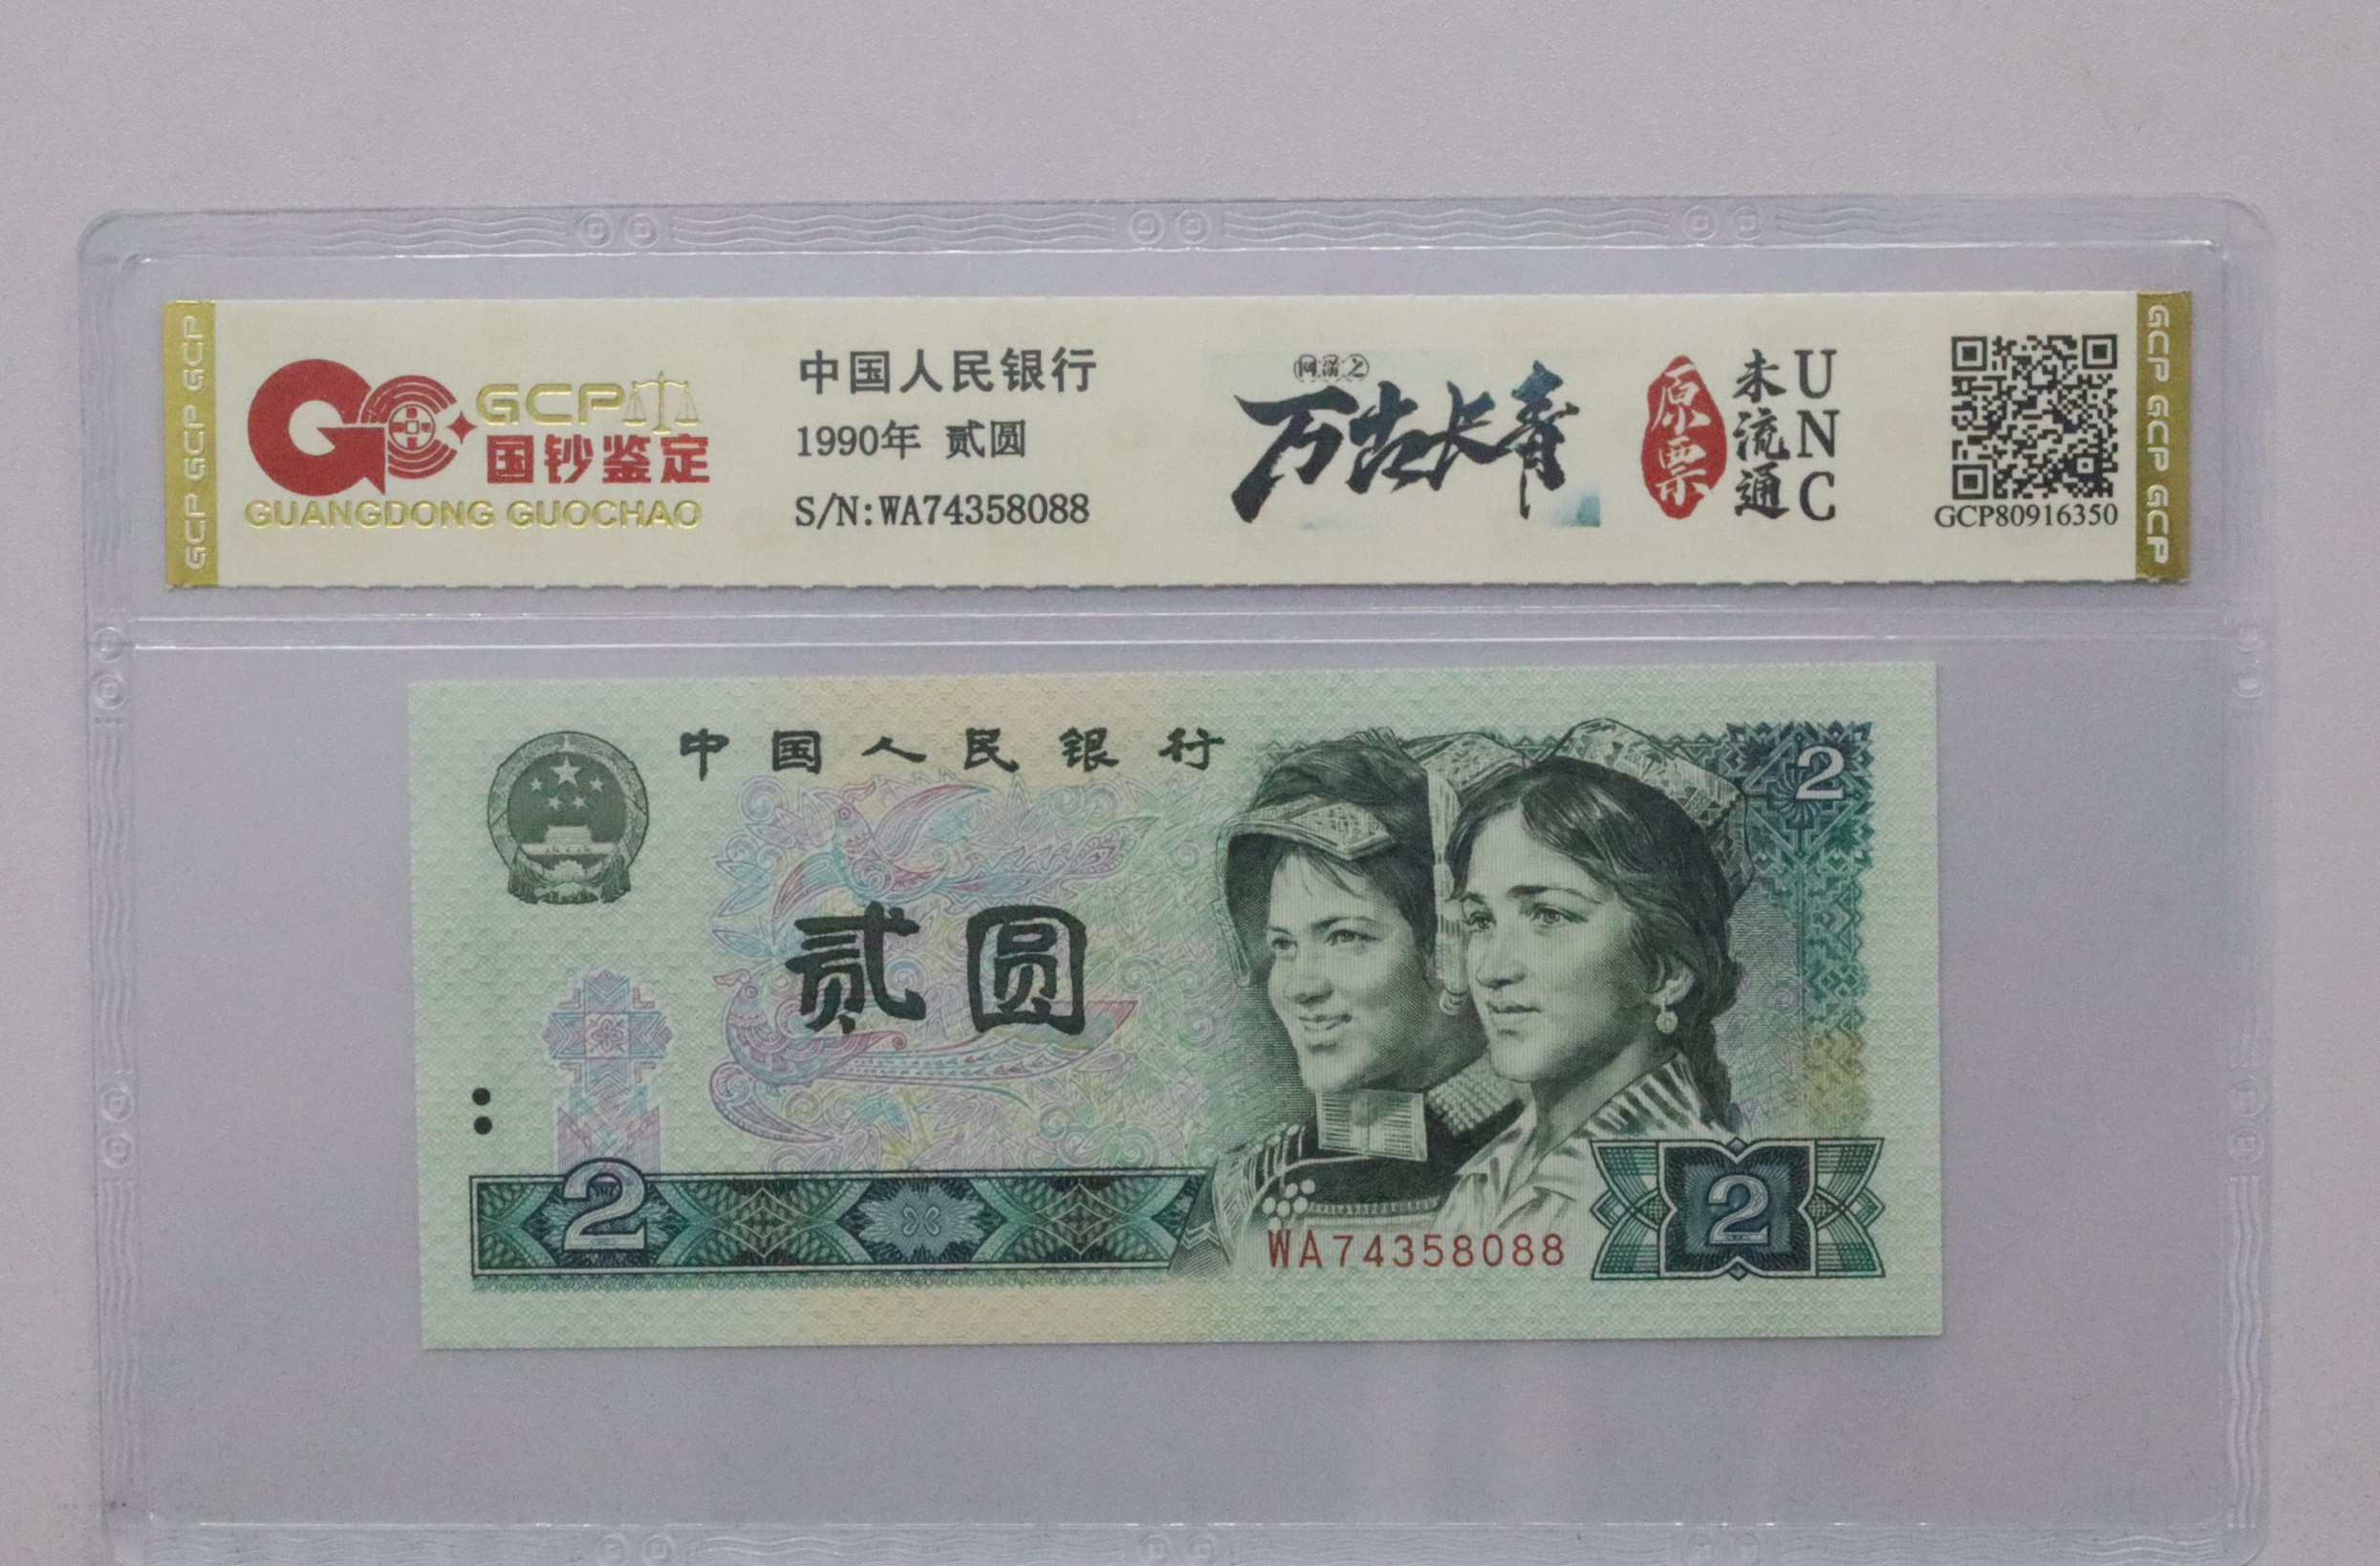 GCP GCP GCP
GCP
国钞鉴定
GUANGDONG GUOCHAO
中国人民银行
1990年 贰圆
S/N:WA74358088
万古长青
原票
未流通
UNC
GCP80916350
GCP GCP GCP
中国人民银行
2
贰圆
2
WA74358088
2